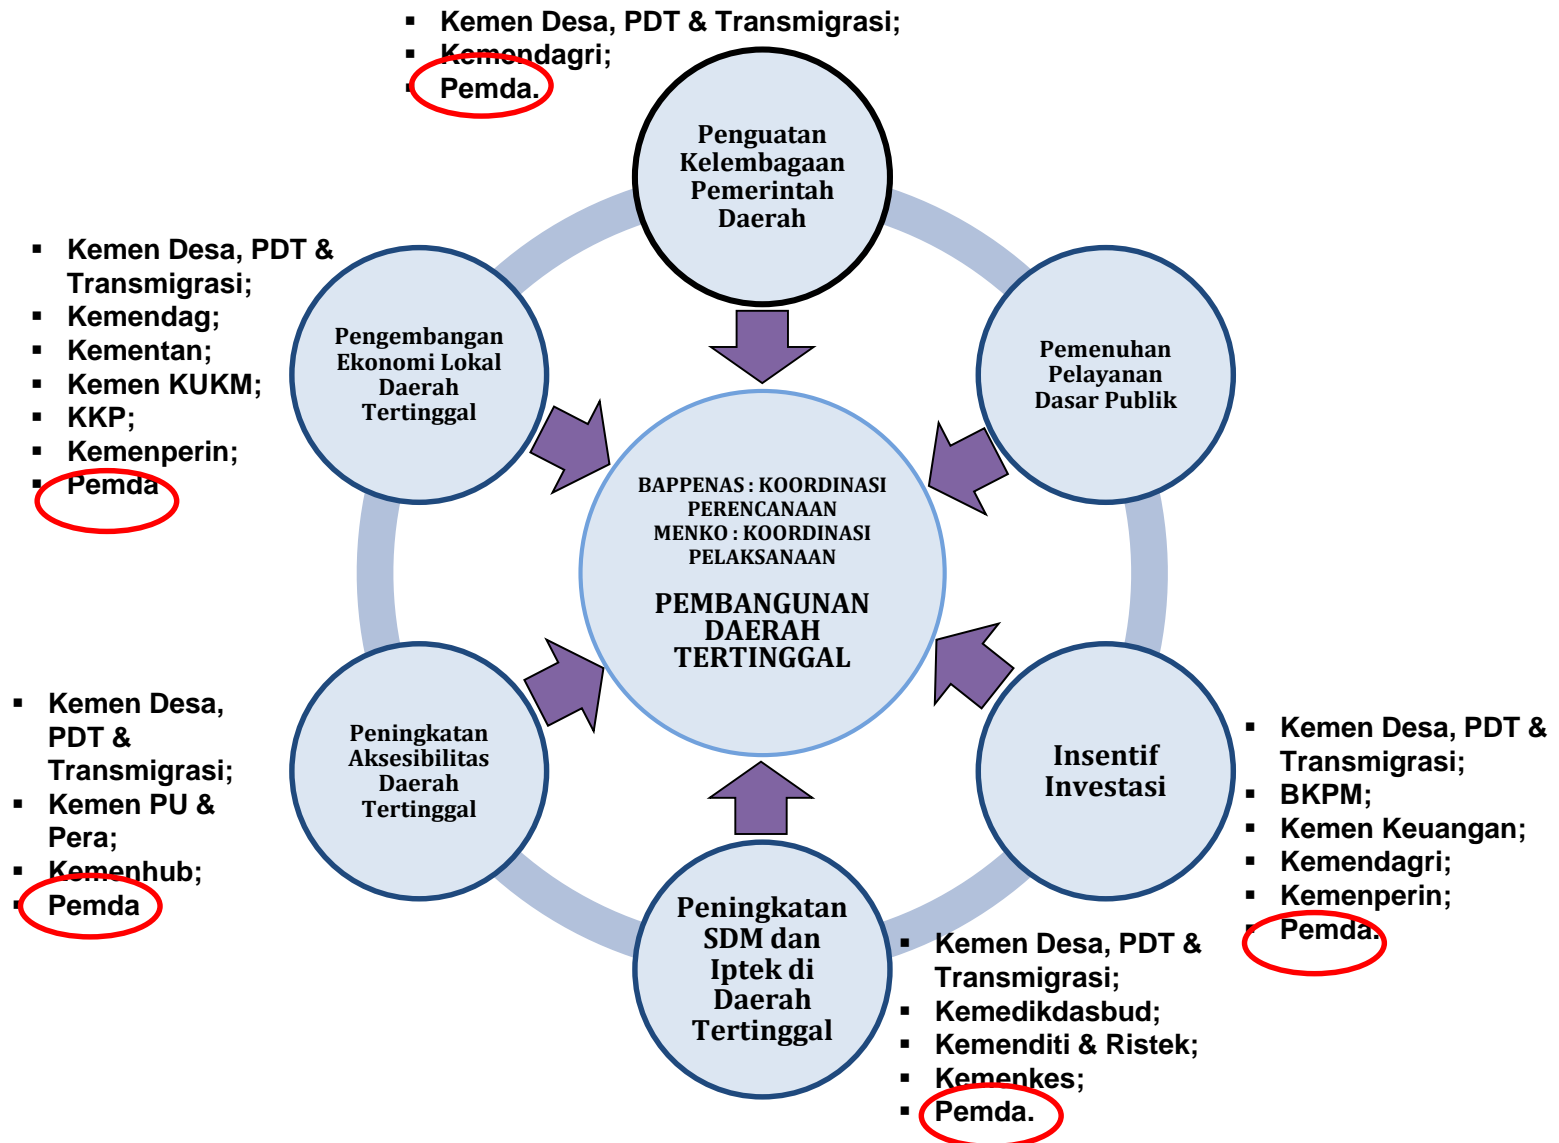 ▪ Kemen Desa, PDT & Transmigrasi;
▪ Kemendagri;
▪ Pemda.
Penguatan
Kelembagaan
Pemerintah
Daerah
▪ Kemen Desa, PDT &
Transmigrasi;
▪ Kemendag;
▪ Kementan;
▪ Kemen KUKM;
▪ KKP;
▪ Kemenperin;
▪ Pemda
Pengembangan
Ekonomi Lokal
Daerah
Tertinggal
Pemenuhan
Pelayanan
Dasar Publik
BAPPENAS : KOORDINASI
PERENCANAAN
MENKO : KOORDINASI
PELAKSANAAN
PEMBANGUNAN
DAERAH
TERTINGGAL
▪ Kemen Desa,
PDT &
Transmigrasi;
▪ Kemen PU &
Pera;
▪ Kemenhub;
▪ Pemda
Peningkatan
Aksesibilitas
Daerah
Tertinggal
Insentif
Investasi
▪ Kemen Desa, PDT &
Transmigrasi;
▪ BKPM;
▪ Kemen Keuangan;
▪ Kemendagri;
▪ Kemenperin;
▪ Pemda.
Peningkatan
SDM dan
Iptek di
Daerah
Tertinggal
▪ Kemen Desa, PDT &
Transmigrasi;
▪ Kemedikdasbud;
▪ Kemenditi & Ristek;
▪ Kemenkes;
▪ Pemda.